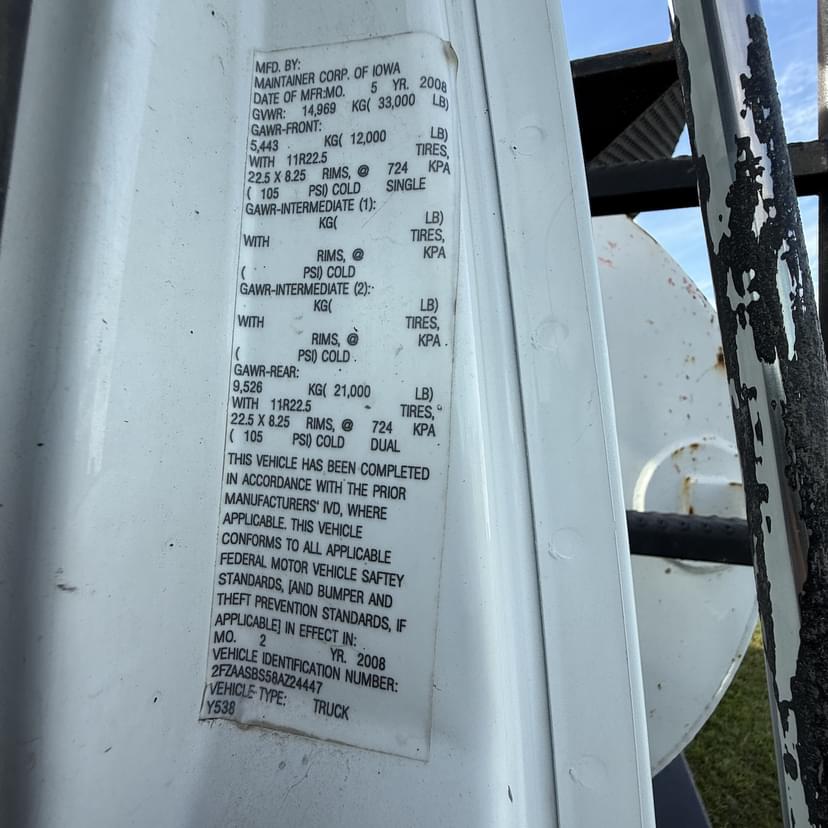 MFD. BY:
MAINTAINER CORP. OF IOWA
DATE OF MFR:MO. 5 YR. 2008
GVWR: 14,969 KG( 33,000 LB)
GAWR-FRONT:
5,443 KG( 12,000 LB)
WITH 11R22.5 TIRES,
22.5 X 8.25 RIMS, @ 724 KPA
( 105 PSI) COLD SINGLE
GAWR-INTERMEDIATE (1):
KG( LB)
WITH TIRES,
RIMS, @ KPA
( PSI) COLD
GAWR-INTERMEDIATE (2):
KG( LB)
WITH TIRES,
RIMS, @ KPA
( PSI) COLD
GAWR-REAR:
9,526 KG( 21,000 LB)
WITH 11R22.5 TIRES,
22.5 X 8.25 RIMS, @ 724 KPA
( 105 PSI) COLD DUAL
THIS VEHICLE HAS BEEN COMPLETED
IN ACCORDANCE WITH THE PRIOR
MANUFACTURERS' IVD, WHERE
APPLICABLE. THIS VEHICLE
CONFORMS TO ALL APPLICABLE
FEDERAL MOTOR VEHICLE SAFTEY
STANDARDS, [AND BUMPER AND
THEFT PREVENTION STANDARDS, IF
APPLICABLE] IN EFFECT IN:
MO. 2 YR. 2008
VEHICLE IDENTIFICATION NUMBER:
2FZAASBS58AZ24447
VEHICLE TYPE: TRUCK
Y538